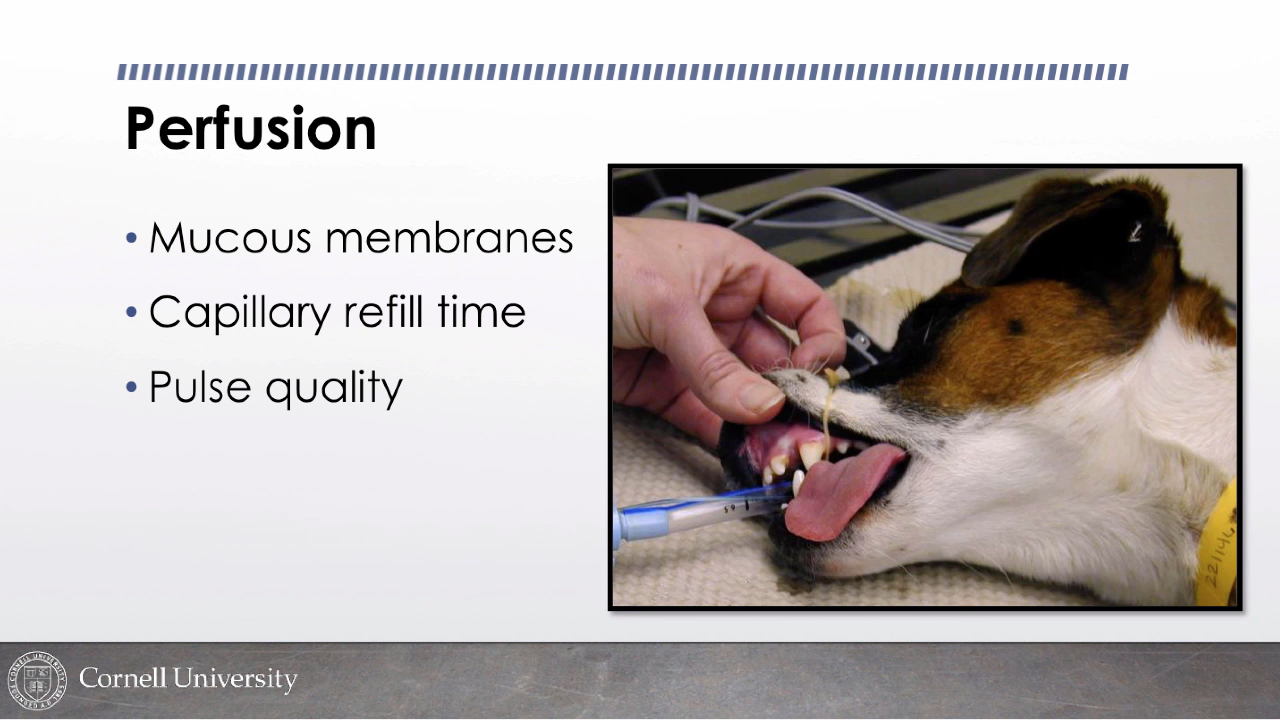 Perfusion
• Mucous membranes
• Capillary refill time
• Pulse quality
Cornell University